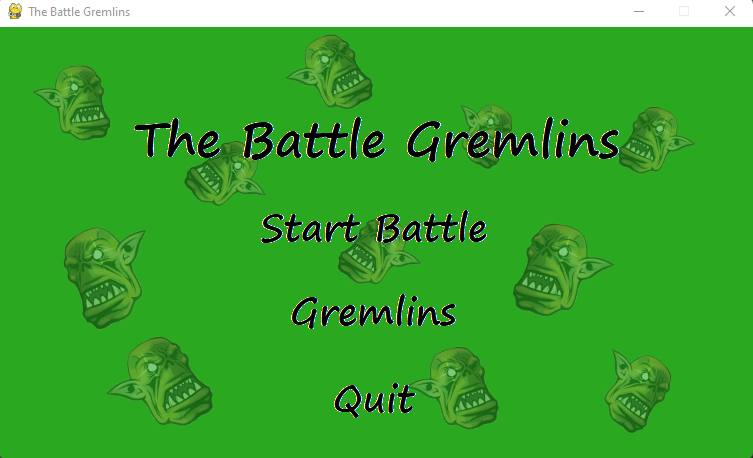 The Battle Gremlins
The Battle Gremlins
Start Battle
Gremlins
Quit